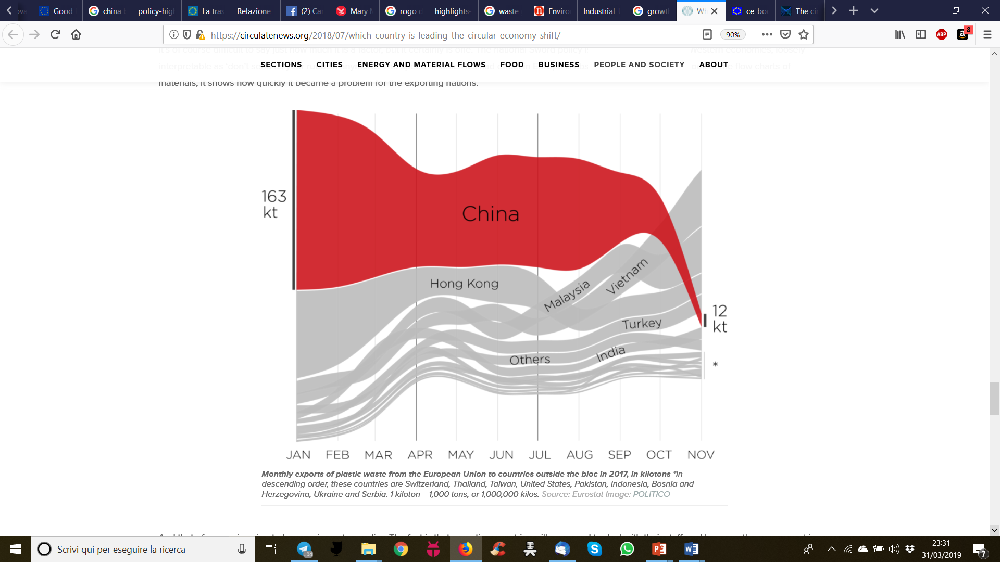 Good
china
policy-hig
La tras
Relazione_
(2) Ca
Mary
rogo
highlights-
waste
Enviro
Industrial_
growt
Wh
ce_bo
The ci
https://circulatenews.org/2018/07/which-country-is-leading-the-circular-economy-shift/
90%
ABP
8
SECTIONS CITIES ENERGY AND MATERIAL FLOWS FOOD BUSINESS PEOPLE AND SOCIETY ABOUT
materials, it shows how quickly it became a problem for the exporting nations.
163
kt
China
Hong Kong
Malaysia
Vietnam
Turkey
12
kt
Others
India
*
JAN FEB MAR APR MAY JUN JUL AUG SEP OCT NOV
Monthly exports of plastic waste from the European Union to countries outside the bloc in 2017, in kilotons *In
descending order, these countries are Switzerland, Thailand, Taiwan, United States, Pakistan, Indonesia, Bosnia and
Herzegovina, Ukraine and Serbia. 1 kiloton = 1,000 tons, or 1,000,000 kilos. Source: Eurostat Image: POLITICO
Scrivi qui per eseguire la ricerca
.04
23:31
31/03/2019
7